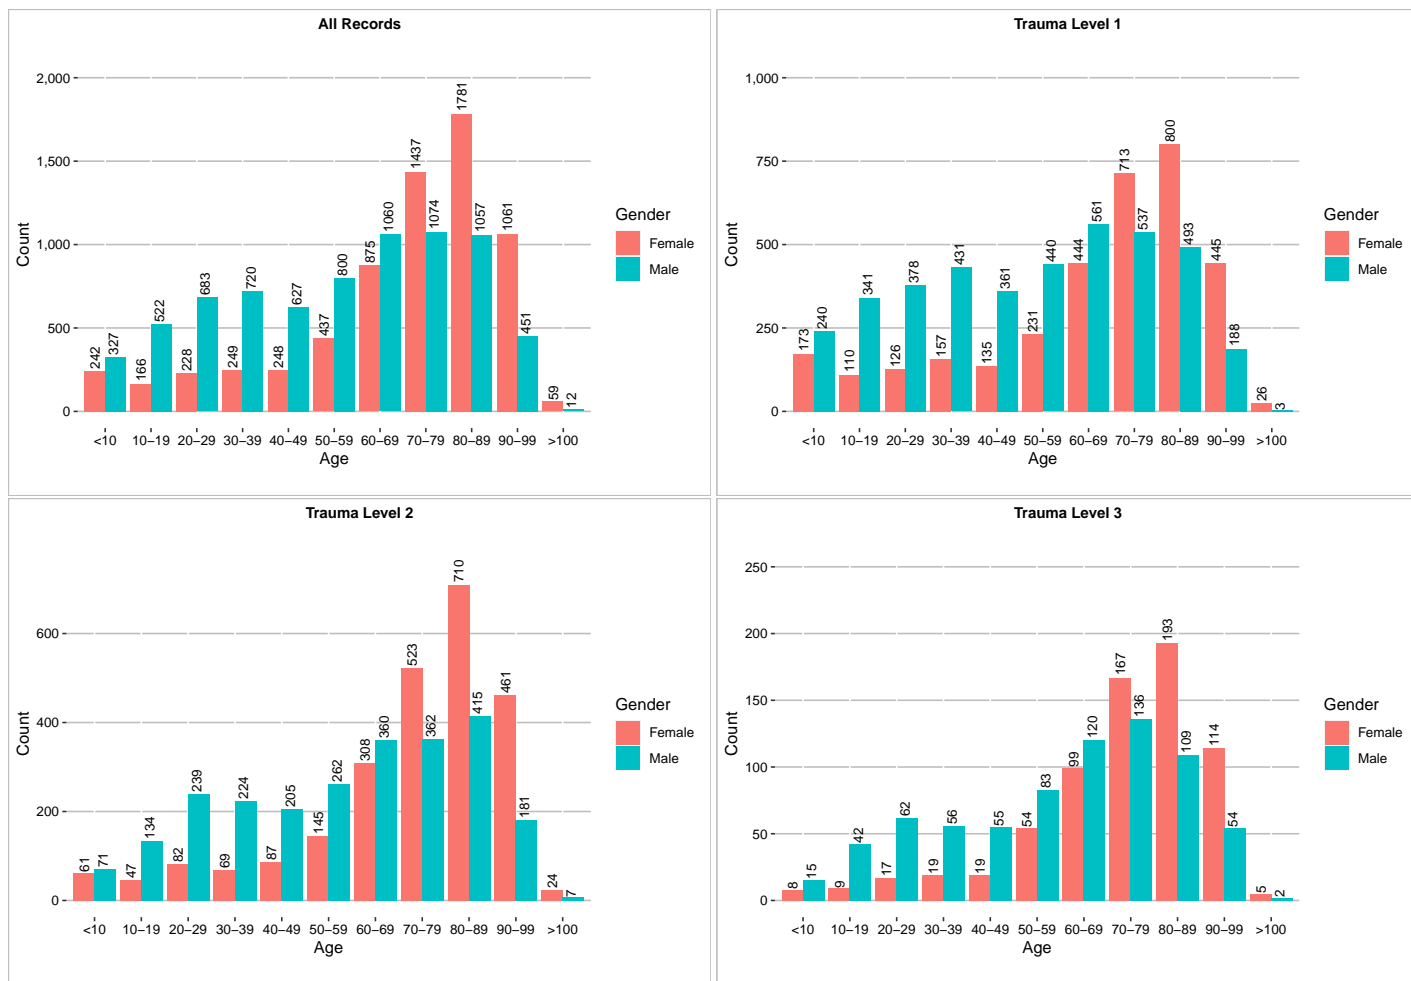 All Records
2,000
1,500
1,000
500
0
Count
242 327 166 522 228 683 249 720 248 627 437 800 875 1060 1437 1074 1781 1057 1061 451 59 12
<10 10–19 20–29 30–39 40–49 50–59 60–69 70–79 80–89 90–99 >100
Age
Gender
Female
Male
Trauma Level 1
1,000
750
500
250
0
Count
173 240 110 341 126 378 157 431 135 361 231 440 444 561 713 537 800 493 445 188 26 3
<10 10–19 20–29 30–39 40–49 50–59 60–69 70–79 80–89 90–99 >100
Age
Gender
Female
Male
Trauma Level 2
600
400
200
0
Count
61 71 47 134 82 239 69 224 87 205 145 262 308 360 523 362 710 415 461 181 24 7
<10 10–19 20–29 30–39 40–49 50–59 60–69 70–79 80–89 90–99 >100
Age
Gender
Female
Male
Trauma Level 3
250
200
150
100
50
0
Count
8 15 9 42 17 62 19 56 19 55 54 83 99 120 167 136 193 109 114 54 5 2
<10 10–19 20–29 30–39 40–49 50–59 60–69 70–79 80–89 90–99 >100
Age
Gender
Female
Male